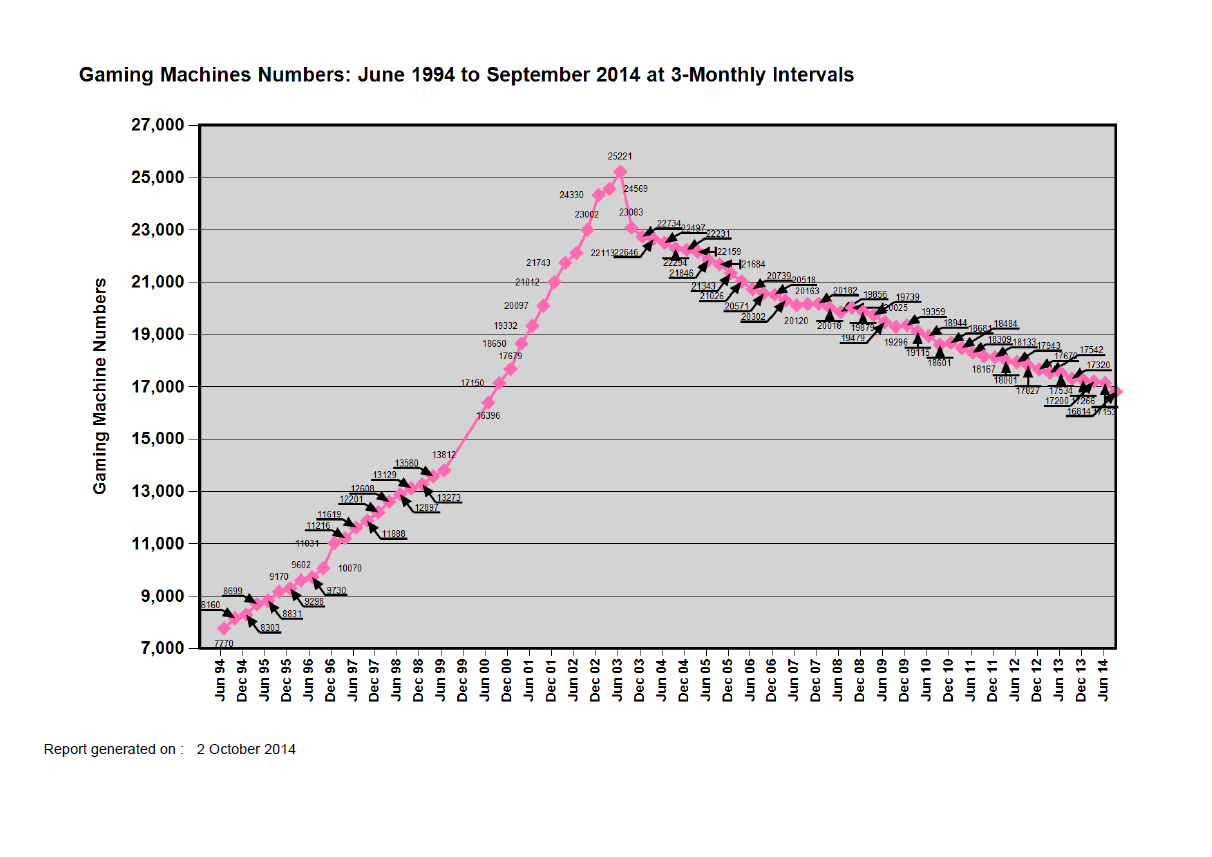 Gaming Machines Numbers: June 1994 to September 2014 at 3-Monthly Intervals
Gaming Machine Numbers
27,000
25,000
23,000
21,000
19,000
17,000
15,000
13,000
11,000
9,000
7,000
7770
8160
8303
8699
8831
9170
9298
9602
9730
10070
11031
11216
11619
11888
12201
12608
12897
13129
13273
13580
13812
16396
17150
17679
18650
19332
20097
21012
21743
22113
23002
24330
24569
25221
23083
22646
22734
22497
22294
22231
22159
21846
21684
21343
21026
20739
20571
20518
20302
20120
20163
20182
20018
19856
20025
19879
19739
19479
19296
19359
19115
18944
18601
18681
18484
18309
18167
18133
18001
17943
17827
17670
17534
17542
17200
17320
17266
16814
17153
Jun 94
Dec 94
Jun 95
Dec 95
Jun 96
Dec 96
Jun 97
Dec 97
Jun 98
Dec 98
Jun 99
Dec 99
Jun 00
Dec 00
Jun 01
Dec 01
Jun 02
Dec 02
Jun 03
Dec 03
Jun 04
Dec 04
Jun 05
Dec 05
Jun 06
Dec 06
Jun 07
Dec 07
Jun 08
Dec 08
Jun 09
Dec 09
Jun 10
Dec 10
Jun 11
Dec 11
Jun 12
Dec 12
Jun 13
Dec 13
Jun 14
Report generated on : 2 October 2014